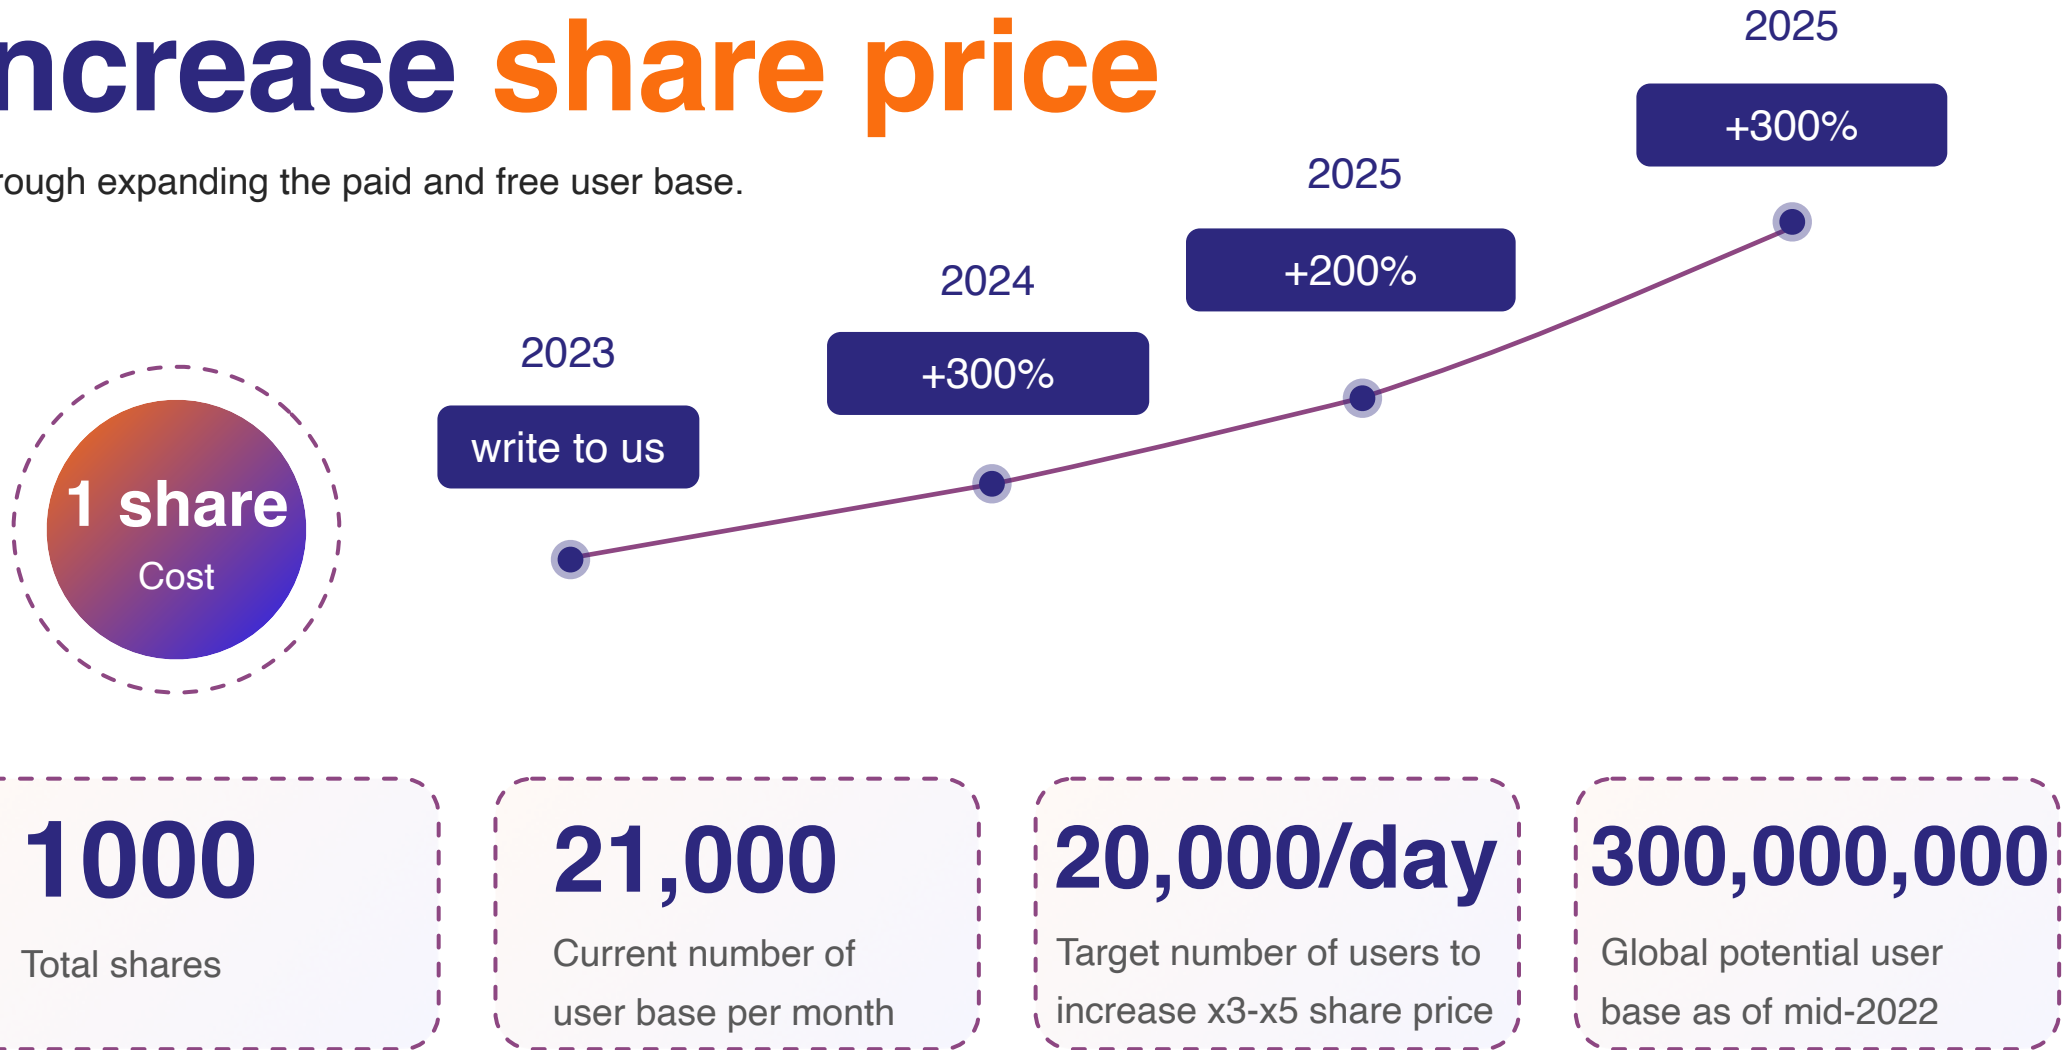 ncrease share price
rough expanding the paid and free user base.
2025
+300%
2025
+200%
2024
+300%
2023
write to us
1 share
Cost
1000
Total shares
21,000
Current number of
user base per month
20,000/day
Target number of users to
increase x3-x5 share price
300,000,000
Global potential user
base as of mid-2022